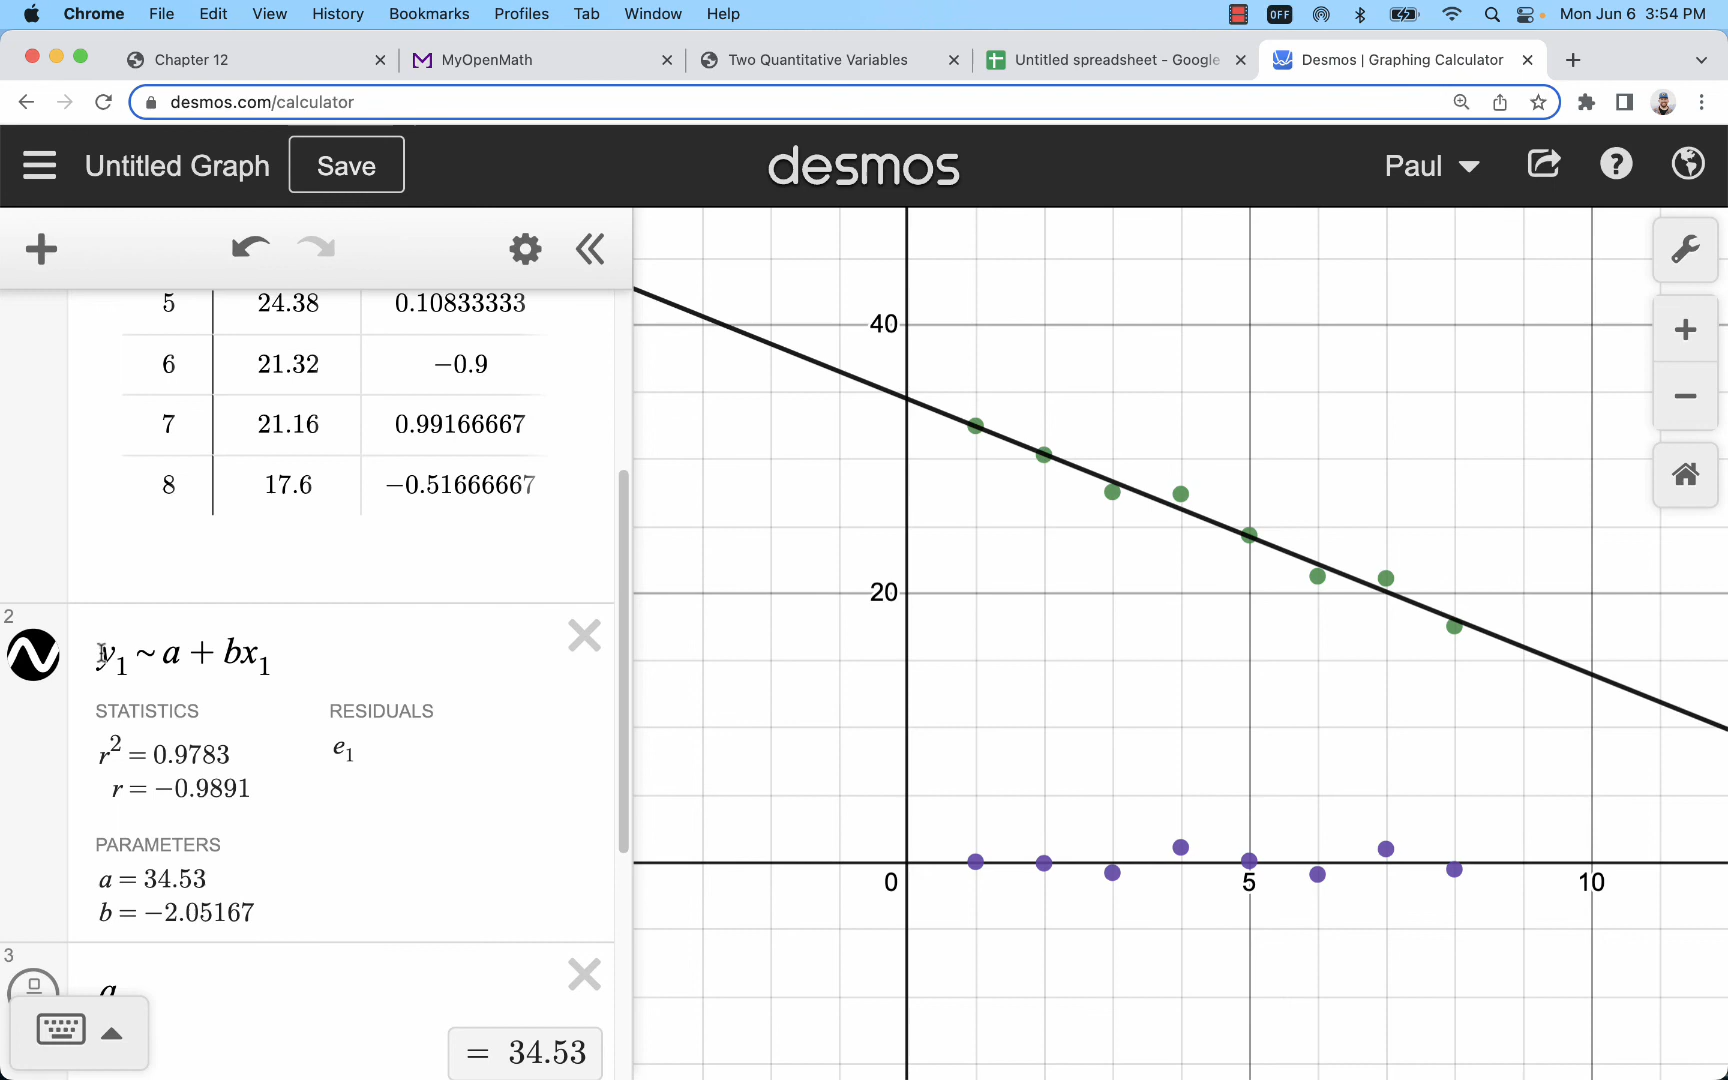 Chrome File Edit View History Bookmarks Profiles Tab Window Help OFF Mon Jun 6 3:54 PM
Chapter 12 MyOpenMath Two Quantitative Variables Untitled spreadsheet - Google Desmos | Graphing Calculator
desmos.com/calculator
Untitled Graph Save desmos Paul
5 24.38 0.10833333
6 21.32 −0.9
7 21.16 0.99166667
8 17.6 −0.51666667
2
y₁ ~ a + bx₁
STATISTICS RESIDUALS
r² = 0.9783 e₁
r = −0.9891
PARAMETERS
a = 34.53
b = −2.05167
3
a
= 34.53
40
20
0 5 10